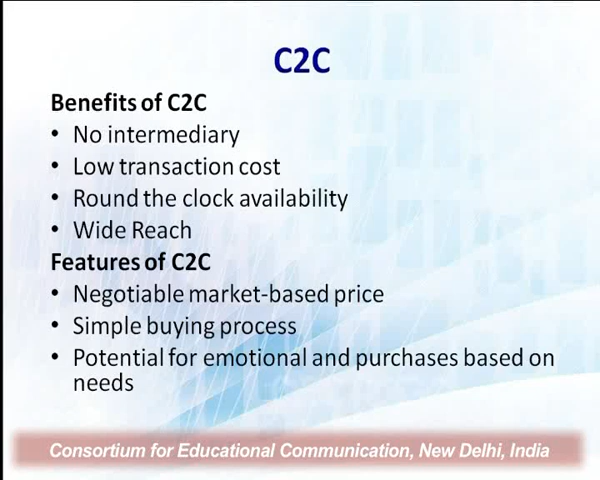 C2C
Benefits of C2C
• No intermediary
• Low transaction cost
• Round the clock availability
• Wide Reach
Features of C2C
• Negotiable market-based price
• Simple buying process
• Potential for emotional and purchases based on
needs
Consortium for Educational Communication, New Delhi, India